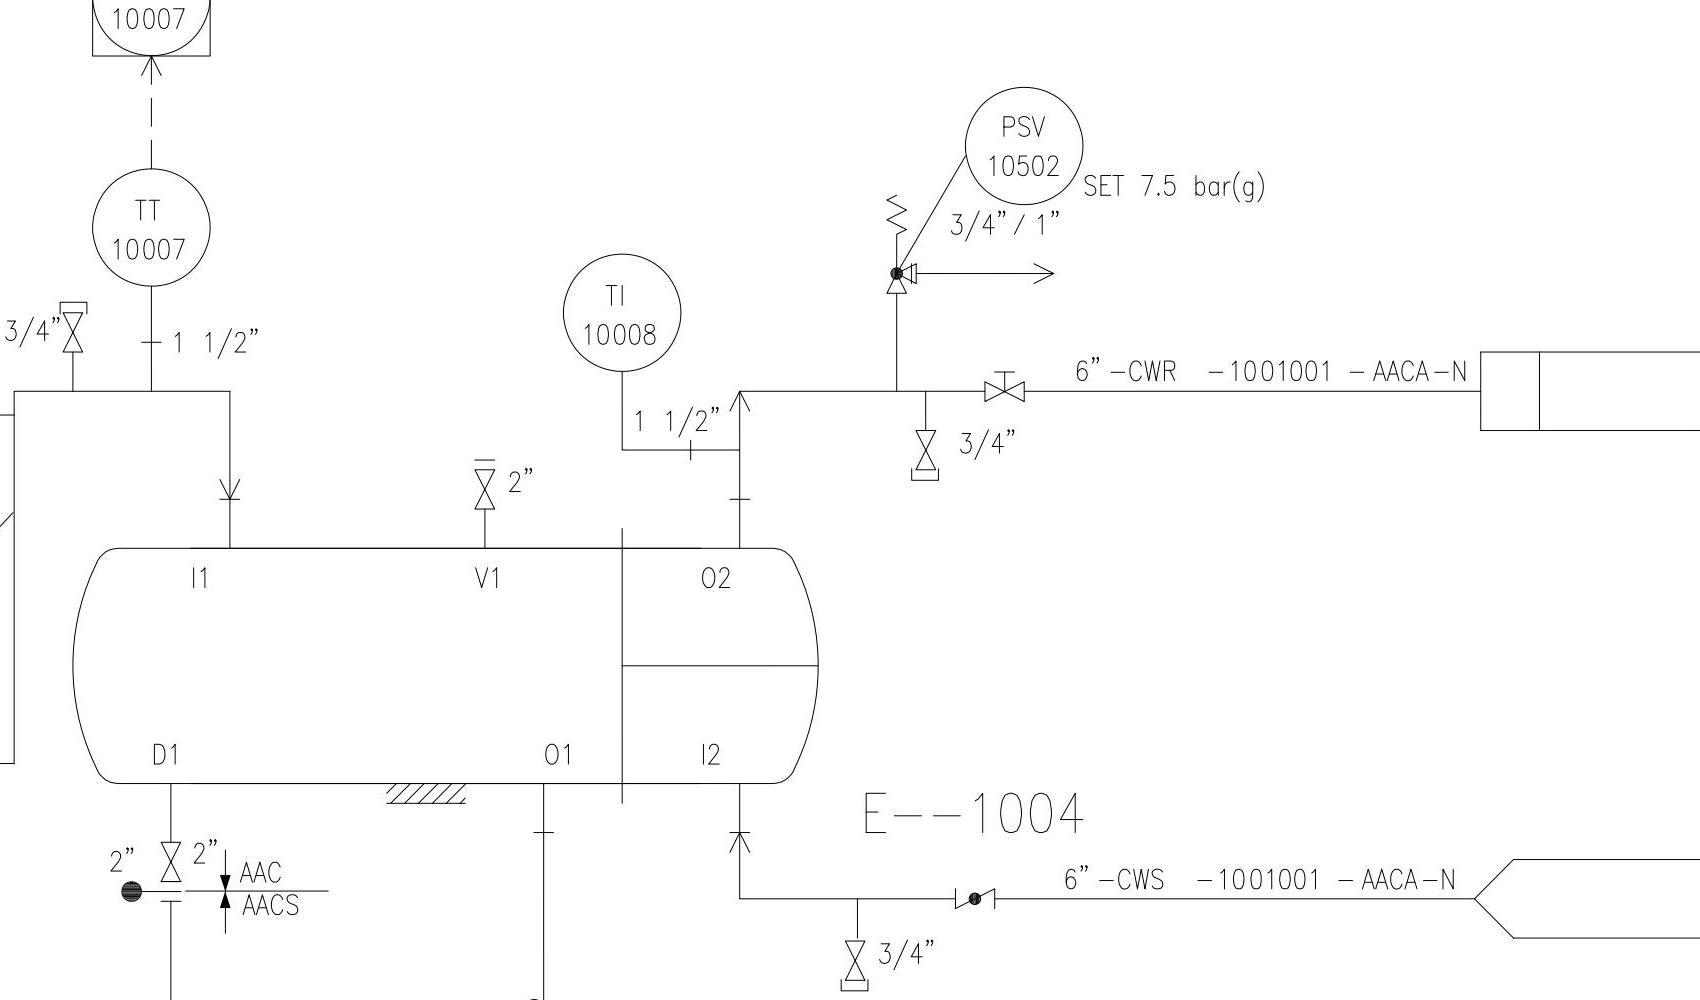 10007
PSV
10502
SET 7.5 bar(g)
3/4" / 1"
TT
10007
TI
10008
3/4"
1 1/2"
6" -CWR -1001001 -AACA-N
1 1/2"
3/4"
2"
I1
V1
O2
D1
O1
I2
E--1004
2"
2"
AAC
AACS
6" -CWS -1001001 -AACA-N
3/4"